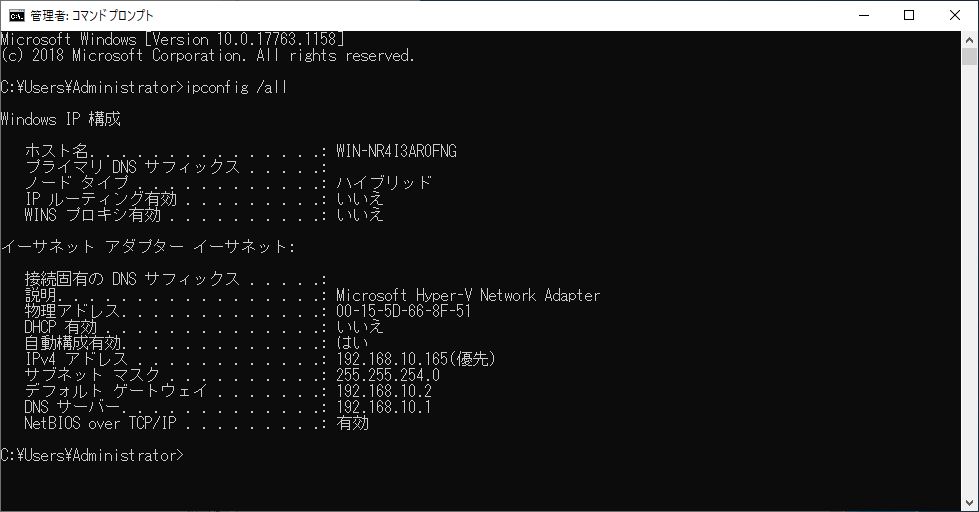 管理者: コマンド プロンプト
Microsoft Windows [Version 10.0.17763.1158]
(c) 2018 Microsoft Corporation. All rights reserved.
C:¥Users¥Administrator>ipconfig /all
Windows IP 構成
ホスト名. . . . . . . . . . . . . . .: WIN-NR4I3AR0FNG
プライマリ DNS サフィックス . . . . .:
ノード タイプ . . . . . . . . . . . .: ハイブリッド
IP ルーティング有効 . . . . . . . . .: いいえ
WINS プロキシ有効 . . . . . . . . . .: いいえ
イーサネット アダプター イーサネット:
接続固有の DNS サフィックス . . . . .:
説明. . . . . . . . . . . . . . . . .: Microsoft Hyper-V Network Adapter
物理アドレス. . . . . . . . . . . . .: 00-15-5D-66-8F-51
DHCP 有効 . . . . . . . . . . . . . .: いいえ
自動構成有効. . . . . . . . . . . . .: はい
IPv4 アドレス . . . . . . . . . . . .: 192.168.10.165(優先)
サブネット マスク . . . . . . . . . .: 255.255.254.0
デフォルト ゲートウェイ . . . . . . .: 192.168.10.2
DNS サーバー. . . . . . . . . . . . .: 192.168.10.1
NetBIOS over TCP/IP . . . . . . . . .: 有効
C:¥Users¥Administrator>